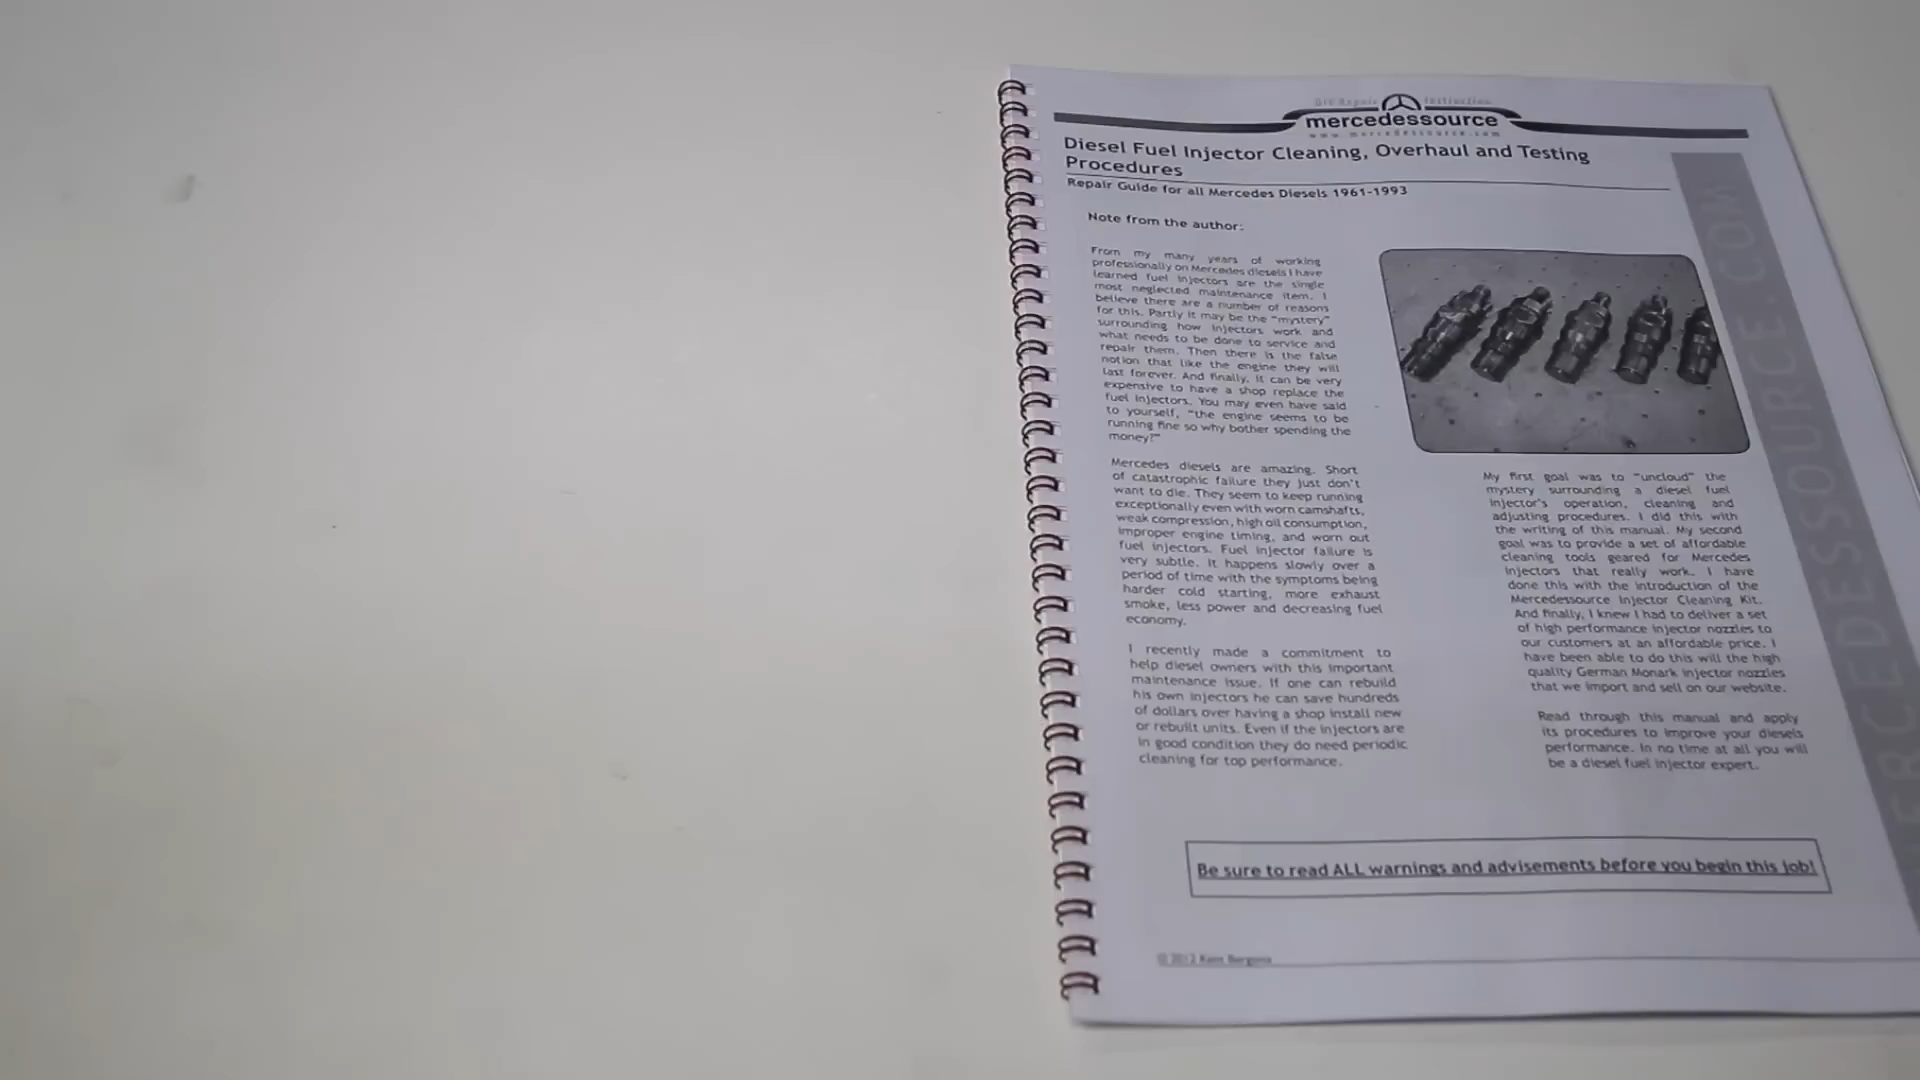 DIY Repair Instruction
mercedessource
www.mercedessource.com
Diesel Fuel Injector Cleaning, Overhaul and Testing
Procedures
Repair Guide for all Mercedes Diesels 1961-1993
Note from the author:
From my many years of working
professionally on Mercedes diesels I have
learned fuel injectors are the single
most neglected maintenance item. I
believe there are a number of reasons
for this. Partly it may be the "mystery"
surrounding how injectors work and
what needs to be done to service and
repair them. Then there is the false
notion that like the engine they will
last forever. And finally, it can be very
expensive to have a shop replace the
fuel injectors. You may even have said
to yourself, "the engine seems to be
running fine so why bother spending the
money?"
Mercedes diesels are amazing. Short
of catastrophic failure they just don't
want to die. They seem to keep running
exceptionally even with worn camshafts,
weak compression, high oil consumption,
improper engine timing, and worn out
fuel injectors. Fuel injector failure is
very subtle. It happens slowly over a
period of time with the symptoms being
harder cold starting, more exhaust
smoke, less power and decreasing fuel
economy.
I recently made a commitment to
help diesel owners with this important
maintenance issue. If one can rebuild
his own injectors he can save hundreds
of dollars over having a shop install new
or rebuilt units. Even if the injectors are
in good condition they do need periodic
cleaning for top performance.
My first goal was to "uncloud" the
mystery surrounding a diesel fuel
injector's operation, cleaning and
adjusting procedures. I did this with
the writing of this manual. My second
goal was to provide a set of affordable
cleaning tools geared for Mercedes
injectors that really work. I have
done this with the introduction of the
Mercedessource Injector Cleaning Kit.
And finally, I knew I had to deliver a set
of high performance injector nozzles to
our customers at an affordable price. I
have been able to do this will the high
quality German Monark injector nozzles
that we import and sell on our website.
Read through this manual and apply
its procedures to improve your diesels
performance. In no time at all you will
be a diesel fuel injector expert.
Be sure to read ALL warnings and advisements before you begin this job!
© 2012 Kent Bergsma
MERCEDESSOURCE.COM